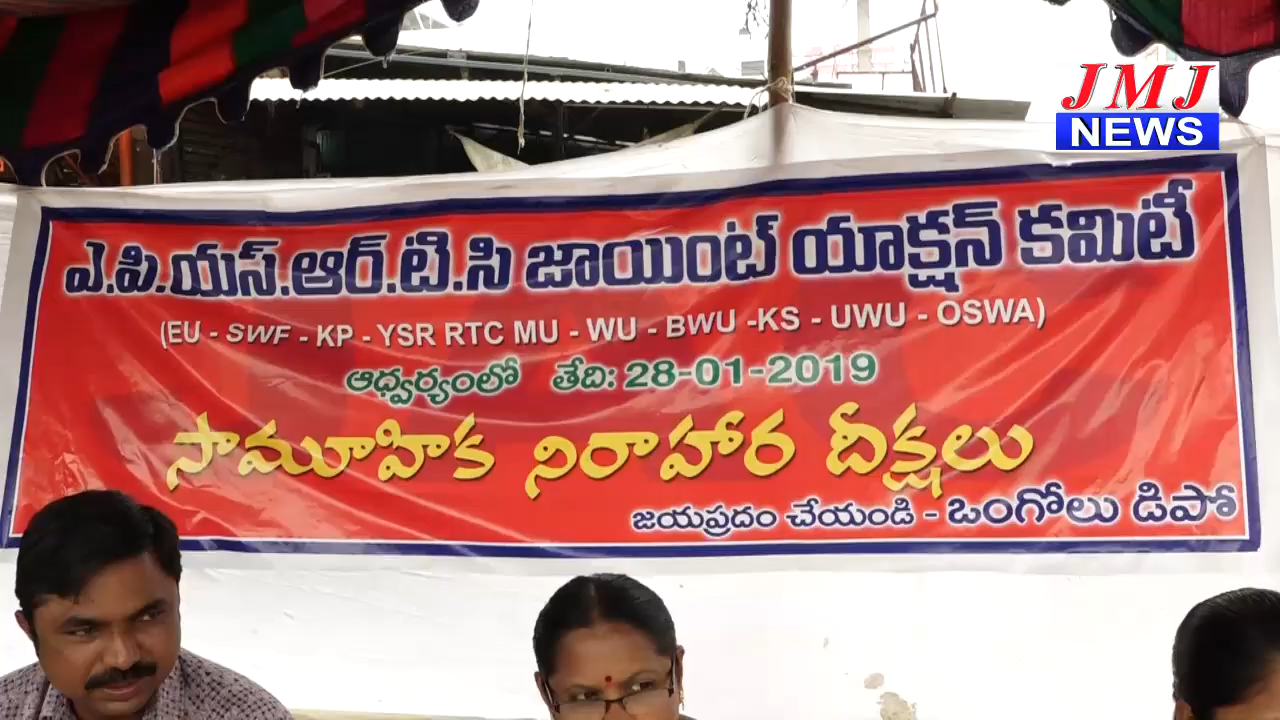 JMJ
NEWS
ఎ.పి.యస్.ఆర్.టి.సి జాయింట్ యాక్షన్ కమిటీ
(EU - SWF - KP - YSR RTC MU - WU - BWU -KS - UWU - OSWA)
ఆధ్వర్యంలో తేది: 28-01-2019
సామూహిక నిరాహార దీక్షలు
జయప్రదం చేయండి - ఒంగోలు డిపో